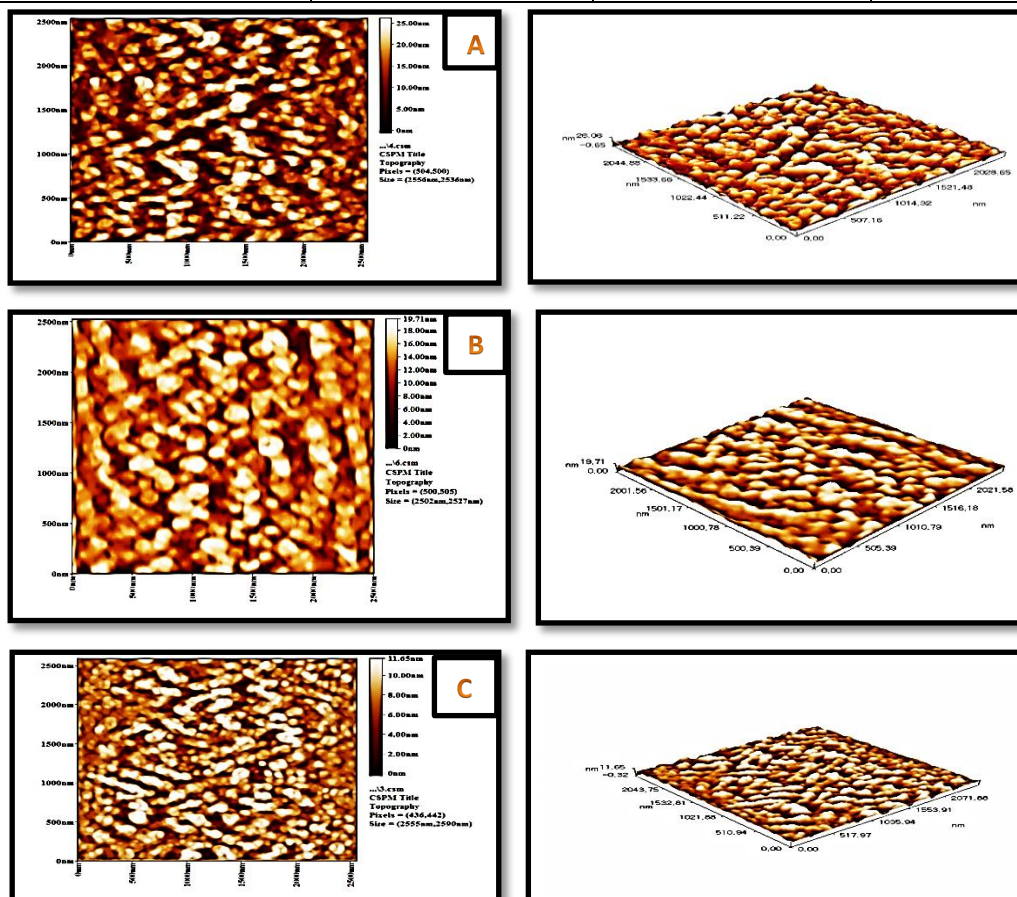 A
2500nm
2000nm
1500nm
1000nm
500nm
0nm
0nm
500nm
1000nm
1500nm
2000nm
2500nm
25.00nm
20.00nm
15.00nm
10.00nm
5.00nm
0nm
...\4.csm
CSPM Title
Topography
Pixels = (504,500)
Size = (2556nm,2536nm)
nm 26.06
-0.65
2044.88
1533.66
nm
1022.44
511.22
0.00
0.00
507.16
1014.32
1521.48
2028.65
nm
B
2500nm
2000nm
1500nm
1000nm
500nm
0nm
0nm
500nm
1000nm
1500nm
2000nm
2500nm
19.71nm
18.00nm
16.00nm
14.00nm
12.00nm
10.00nm
8.00nm
6.00nm
4.00nm
2.00nm
0nm
...\6.csm
CSPM Title
Topography
Pixels = (500,505)
Size = (2502nm,2527nm)
nm 19.71
0.00
2001.56
1501.17
nm
1000.78
500.39
0.00
0.00
505.39
1010.79
1516.18
2021.58
nm
C
2500nm
2000nm
1500nm
1000nm
500nm
0nm
0nm
500nm
1000nm
1500nm
2000nm
2500nm
11.65nm
10.00nm
8.00nm
6.00nm
4.00nm
2.00nm
0nm
CSPM Title
Topography
Pixels = (436,442)
Size = (2555nm,2590nm)
nm 11.65
-0.32
2043.75
1532.81
nm
1021.88
510.94
0.00
0.00
517.97
1035.94
1553.91
2071.88
nm